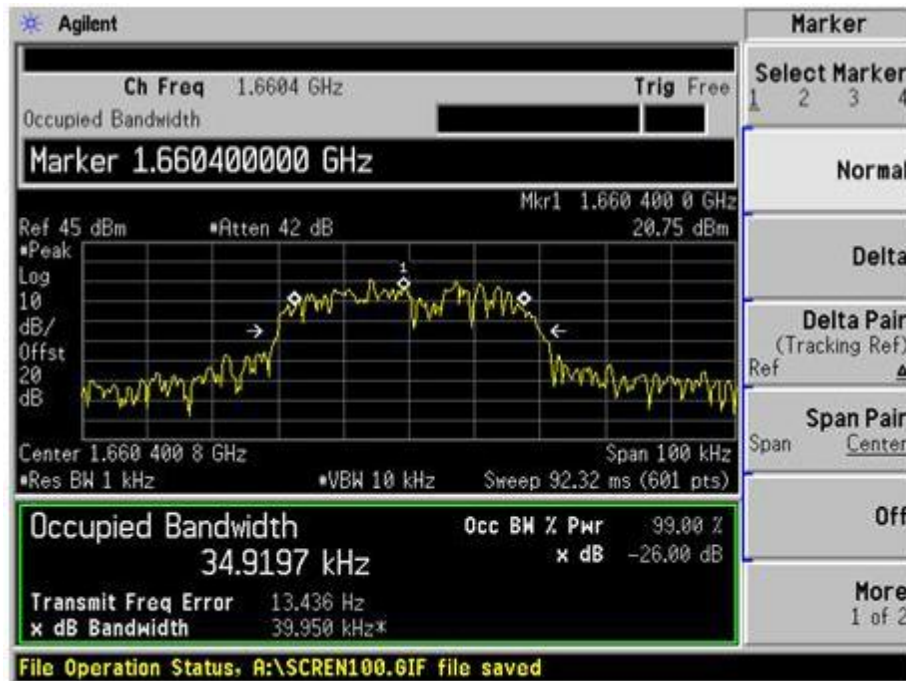 Agilent
Marker
Ch Freq 1.6604 GHz Trig Free
Occupied Bandwidth
Select Marker
1 2 3 4
Marker 1.660400000 GHz
Normal
Mkr1 1.660 400 0 GHz
Ref 45 dBm *Atten 42 dB 20.75 dBm
*Peak
Log
10
dB/
Offst
20
dB
1
Delta
Delta Pair
(Tracking Ref)
Ref Δ
Span Pair
Span Center
Center 1.660 400 8 GHz Span 100 kHz
*Res BW 1 kHz *VBW 10 kHz Sweep 92.32 ms (601 pts)
Off
Occupied Bandwidth Occ BW % Pwr 99.00 %
34.9197 kHz x dB -26.00 dB
Transmit Freq Error 13.436 Hz
x dB Bandwidth 39.950 kHz*
More
1 of 2
File Operation Status, A:\SCREN100.GIF file saved